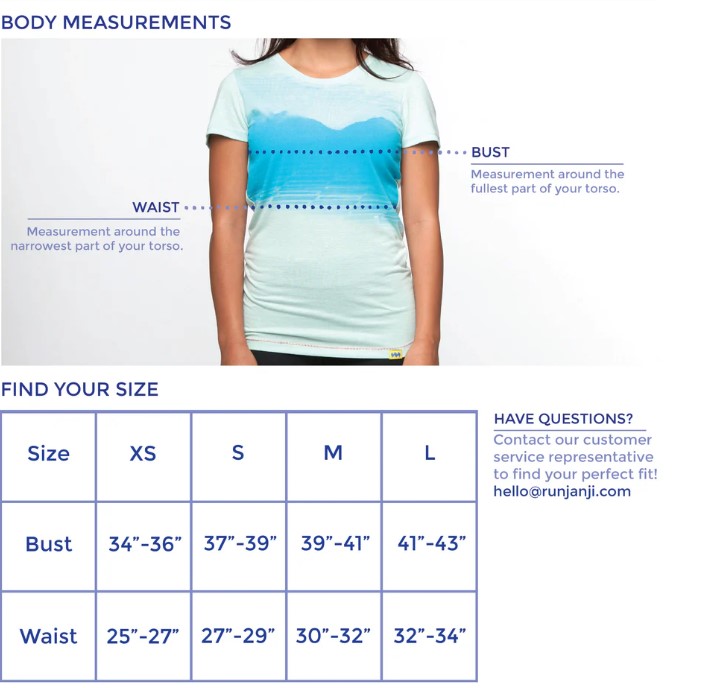 BODY MEASUREMENTS
BUST
Measurement around the
fullest part of your torso.
WAIST
Measurement around the
narrowest part of your torso.
FIND YOUR SIZE
Size XS S M L
Bust 34”-36” 37”-39” 39”-41” 41”-43”
Waist 25”-27” 27”-29” 30”-32” 32”-34”
HAVE QUESTIONS?
Contact our customer
service representative
to find your perfect fit!
hello@runjanji.com